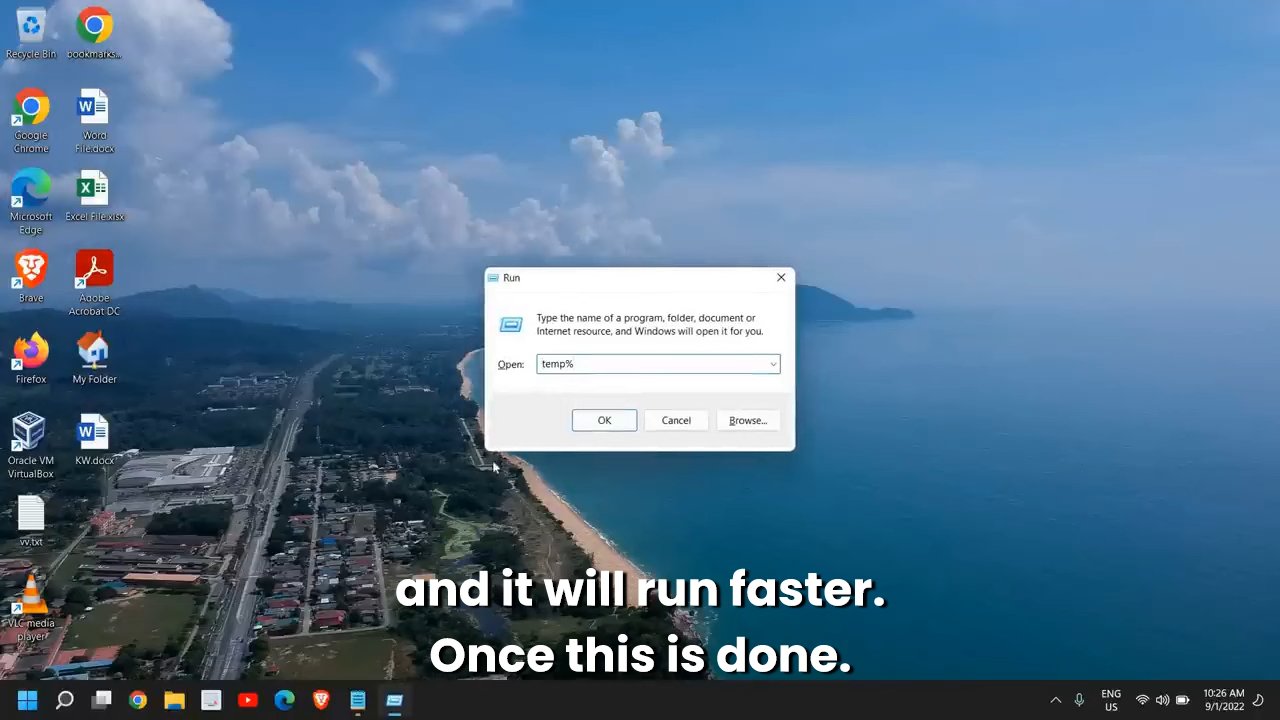 Recycle Bin
bookmarks...
Google Chrome
Word File.docx
Microsoft Edge
Excel File.xlsx
Brave
Adobe Acrobat DC
Firefox
My Folder
Oracle VM VirtualBox
KW.docx
vv.txt
VLC media player
Run
Type the name of a program, folder, document or
Internet resource, and Windows will open it for you.
Open: temp%
OK Cancel Browse...
and it will run faster.
Once this is done.
ENG
US
10:26 AM
9/1/2022